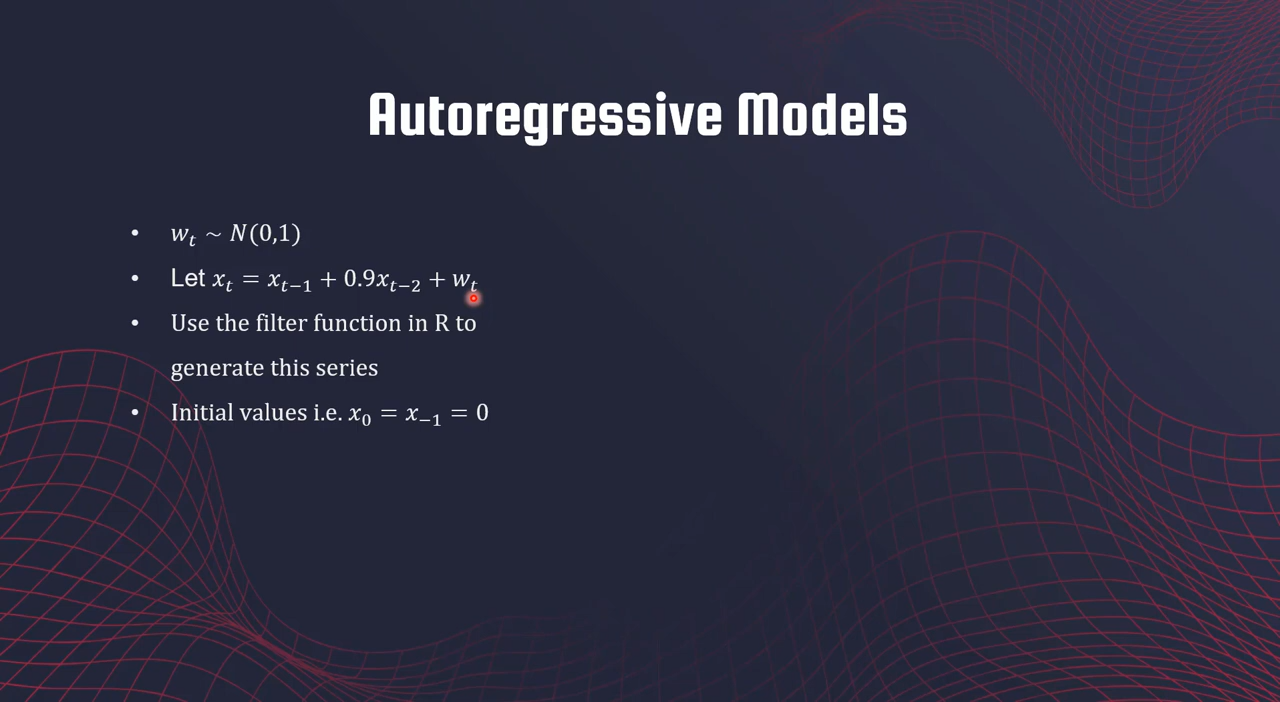 Autoregressive Models
• w_t ~ N(0,1)
• Let x_t = x_{t−1} + 0.9x_{t−2} + w_t
• Use the filter function in R to
generate this series
• Initial values i.e. x_0 = x_{−1} = 0